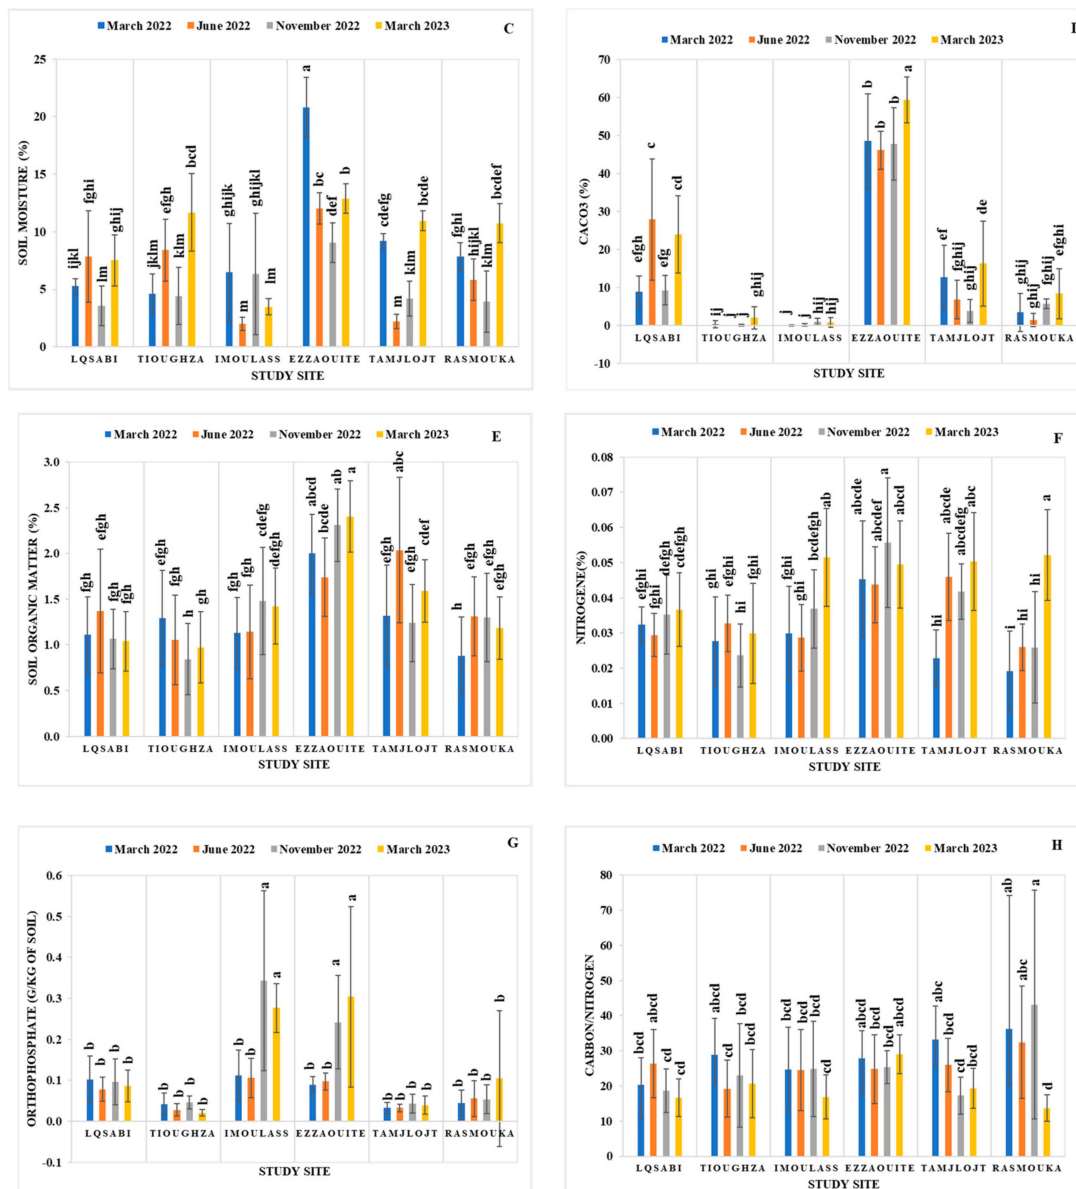 March 2022 June 2022 November 2022 March 2023 C
SOIL MOISTURE (%)
25
20
15
10
5
0
ijkl fghi lm ghij
jklm efgh klm bcd
ghijk m ghijkl lm
a bc def b
cdefg m klm bcde
fghi hijkl klm bcdef
LQSABI TIOUGHZA IMOULASS EZZAOUITE TAMJLOJT RASMOUKA
STUDY SITE
March 2022 June 2022 November 2022 March 2023
CACO3 (%)
70
60
50
40
30
20
10
0
-10
efgh c efg cd
ij j j ghij
j j hij hij
b b b a
ef fghij ghij de
ghij ghij fghij efghi
LQSABI TIOUGHZA IMOULASS EZZAOUITE TAMJLOJT RASMOUKA
STUDY SITE
March 2022 June 2022 November 2022 March 2023 E
SOIL ORGANIC MATTER (%)
3.0
2.5
2.0
1.5
1.0
0.5
0.0
fgh efgh fgh fgh
efgh fgh h gh
fgh fgh cdefg defgh
abcd bcde ab a
efgh abc efgh cdef
h efgh efgh efgh
LQSABI TIOUGHZA IMOULASS EZZAOUITE TAMJLOJT RASMOUKA
STUDY SITE
March 2022 June 2022 November 2022 March 2023 F
NITROGENE(%)
0.08
0.07
0.06
0.05
0.04
0.03
0.02
0.01
0.00
efghi fghi defgh cdefgh
ghi efghi hi fghi
fghi ghi bcdefgh ab
abcde abcdef a abcd
hi abcde abcdefg abc
i hi hi a
LQSABI TIOUGHZA IMOULASS EZZAOUITE TAMJLOJT RASMOUKA
STUDY SITE
March 2022 June 2022 November 2022 March 2023 G
ORTHOPHOSPHATE (G/KG OF SOIL)
0.6
0.5
0.4
0.3
0.2
0.1
0.0
-0.1
b b b b
b b b b
b b a a
b b a a
b b b b
b b b b
LQSABI TIOUGHZA IMOULASS EZZAOUITE TAMJLOJT RASMOUKA
STUDY SITE
March 2022 June 2022 November 2022 March 2023 H
CARBON/NITROGEN
80
70
60
50
40
30
20
10
0
bcd abcd cd cd
abcd cd bcd bcd
bcd bcd bcd cd
abcd bcd bcd abcd
abc bcd cd bcd
ab abc a d
LQSABI TIOUGHZA IMOULASS EZZAOUITE TAMJLOJT RASMOUKA
STUDY SITE